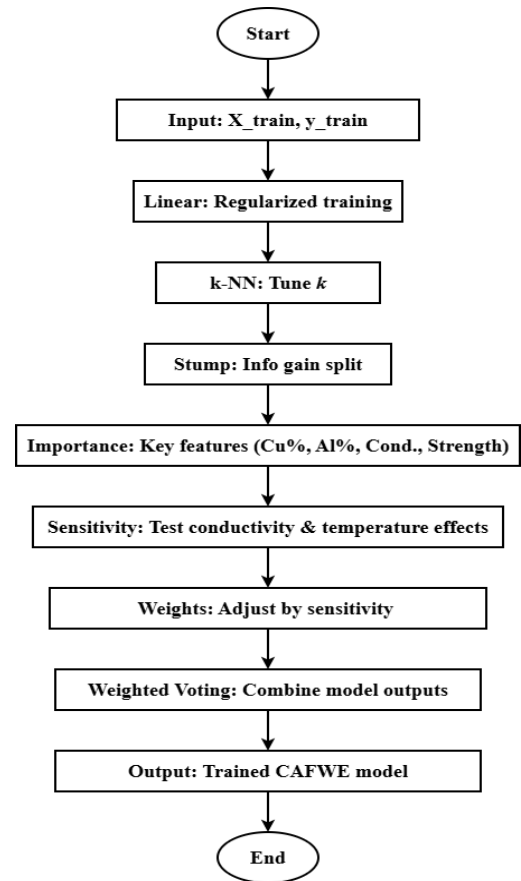 Start
Input: X_train, y_train
Linear: Regularized training
k-NN: Tune k
Stump: Info gain split
Importance: Key features (Cu%, Al%, Cond., Strength)
Sensitivity: Test conductivity & temperature effects
Weights: Adjust by sensitivity
Weighted Voting: Combine model outputs
Output: Trained CAFWE model
End